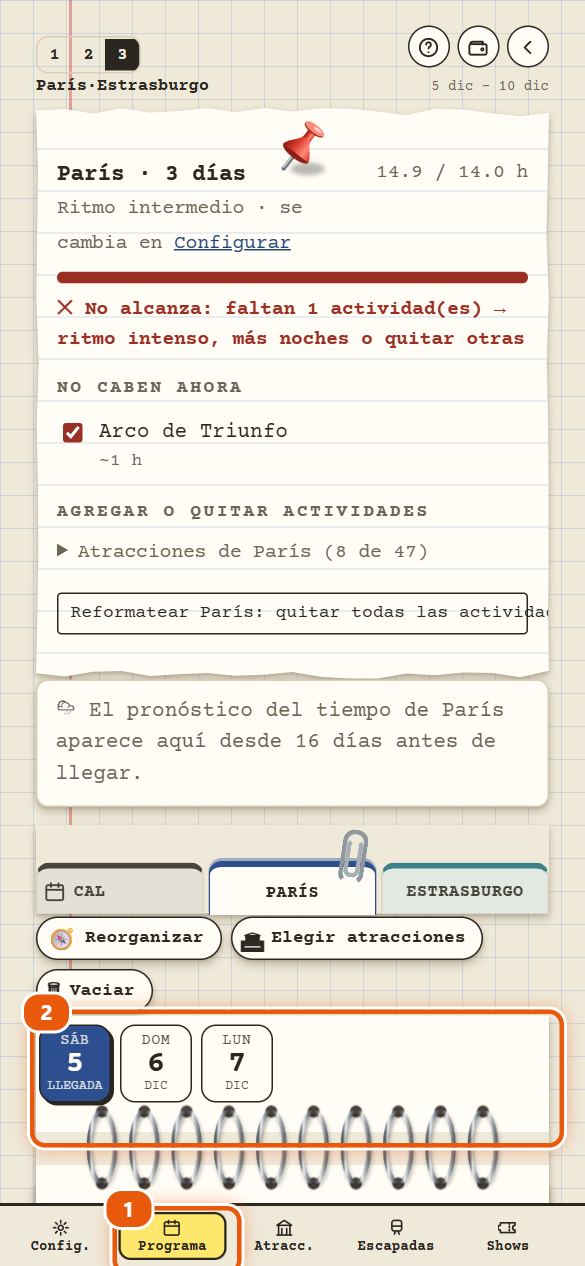 1 2 3
París·Estrasburgo
5 dic – 10 dic
París · 3 días
14.9 / 14.0 h
Ritmo intermedio · se
cambia en Configurar
✕ No alcanza: faltan 1 actividad(es) →
ritmo intenso, más noches o quitar otras
NO CABEN AHORA
Arco de Triunfo
~1 h
AGREGAR O QUITAR ACTIVIDADES
▶ Atracciones de París (8 de 47)
Reformatear París: quitar todas las activida
El pronóstico del tiempo de París
aparece aquí desde 16 días antes de
llegar.
CAL
PARÍS
ESTRASBURGO
Reorganizar
Elegir atracciones
Vaciar
2
SÁB
5
LLEGADA
DOM
6
DIC
LUN
7
DIC
1
Config.
Programa
Atracc.
Escapadas
Shows